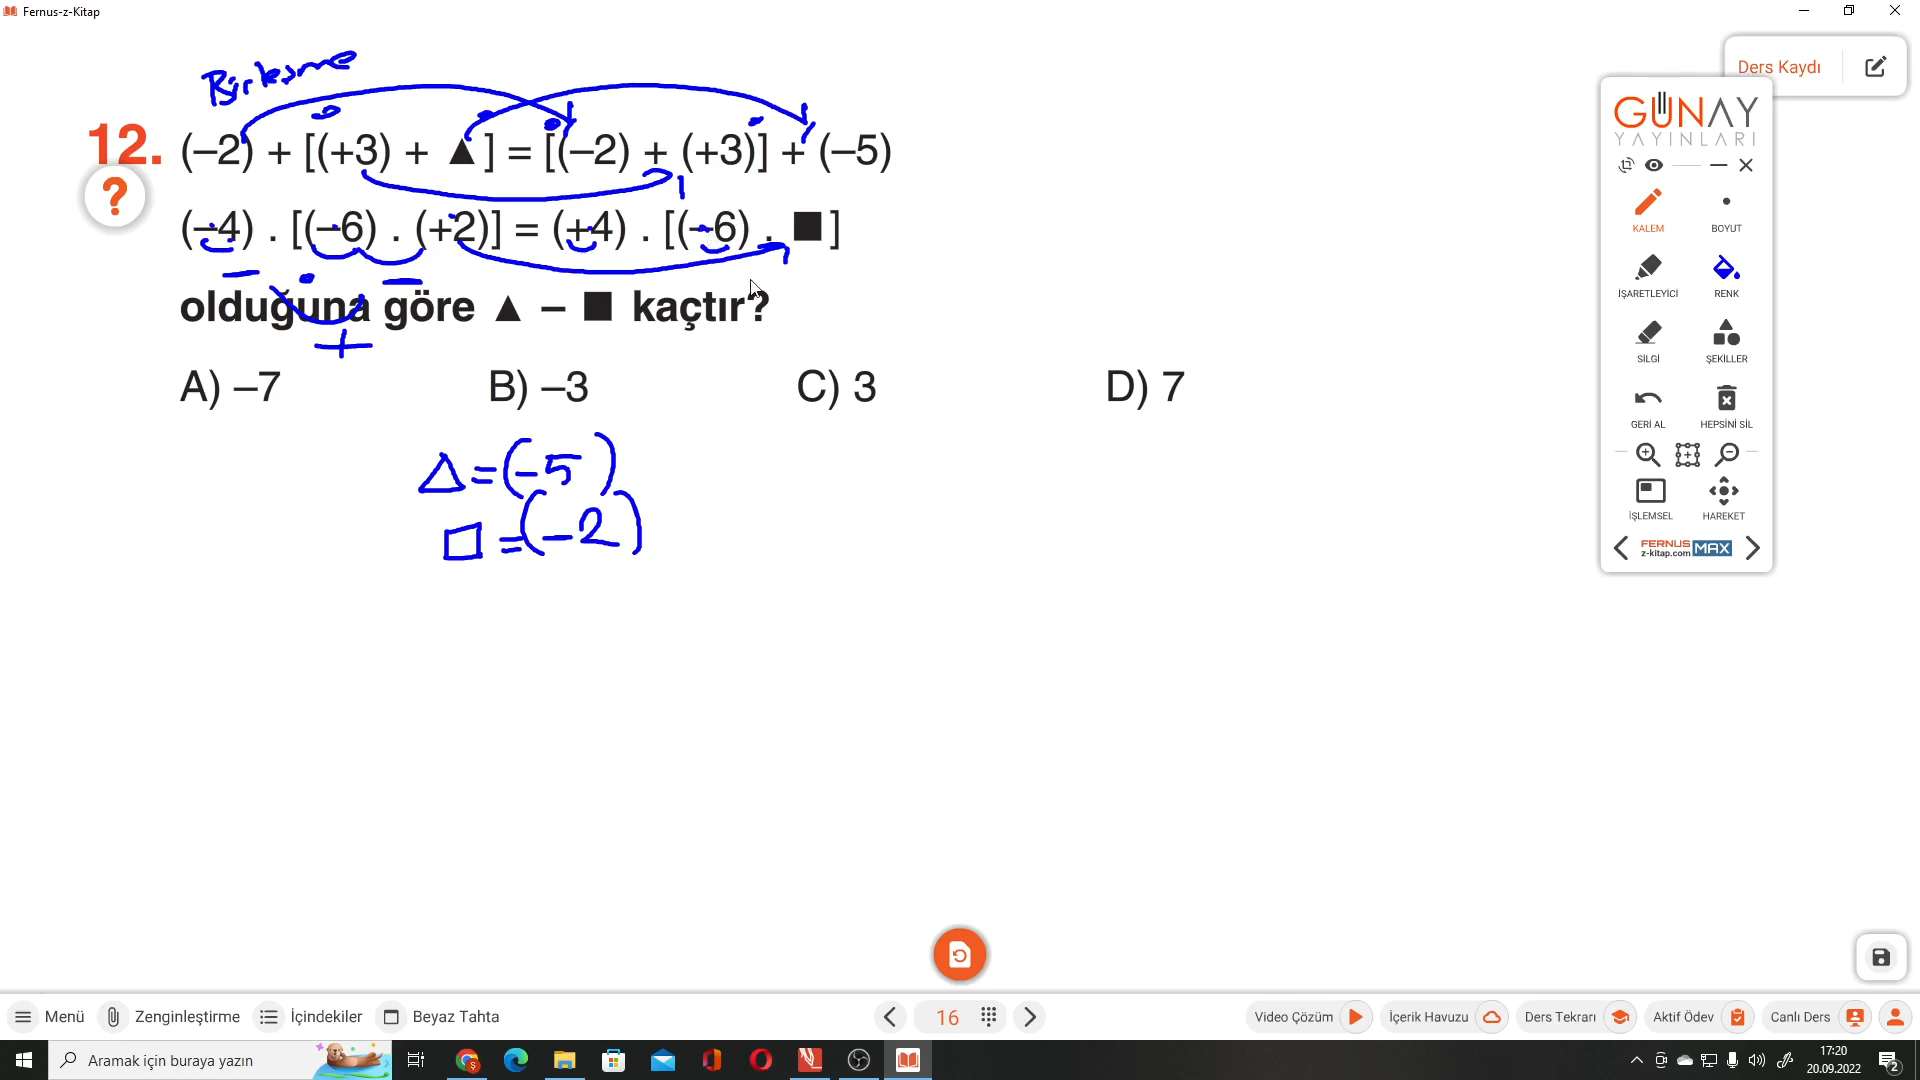 Fernus-z-Kitap
Ders Kaydı
Birleşme
12. (–2) + [(+3) + ▲] = [(–2) + (+3)] + (–5)
?
(–4) . [(–6) . (+2)] = (+4) . [(–6) . ■]
olduğuna göre ▲ – ■ kaçtır?
+
A) –7 B) –3 C) 3 D) 7
△=(-5)
□=(-2)
GÜNAY
YAYINLARI
KALEM BOYUT
İŞARETLEYİCİ RENK
SİLGİ ŞEKİLLER
GERİ AL HEPSİNİ SİL
İŞLEMSEL HAREKET
FERNUS
z-kitap.com MAX
Menü Zenginleştirme İçindekiler Beyaz Tahta 16 Video Çözüm İçerik Havuzu Ders Tekrarı Aktif Ödev Canlı Ders
Aramak için buraya yazın
17:20
20.09.2022
2